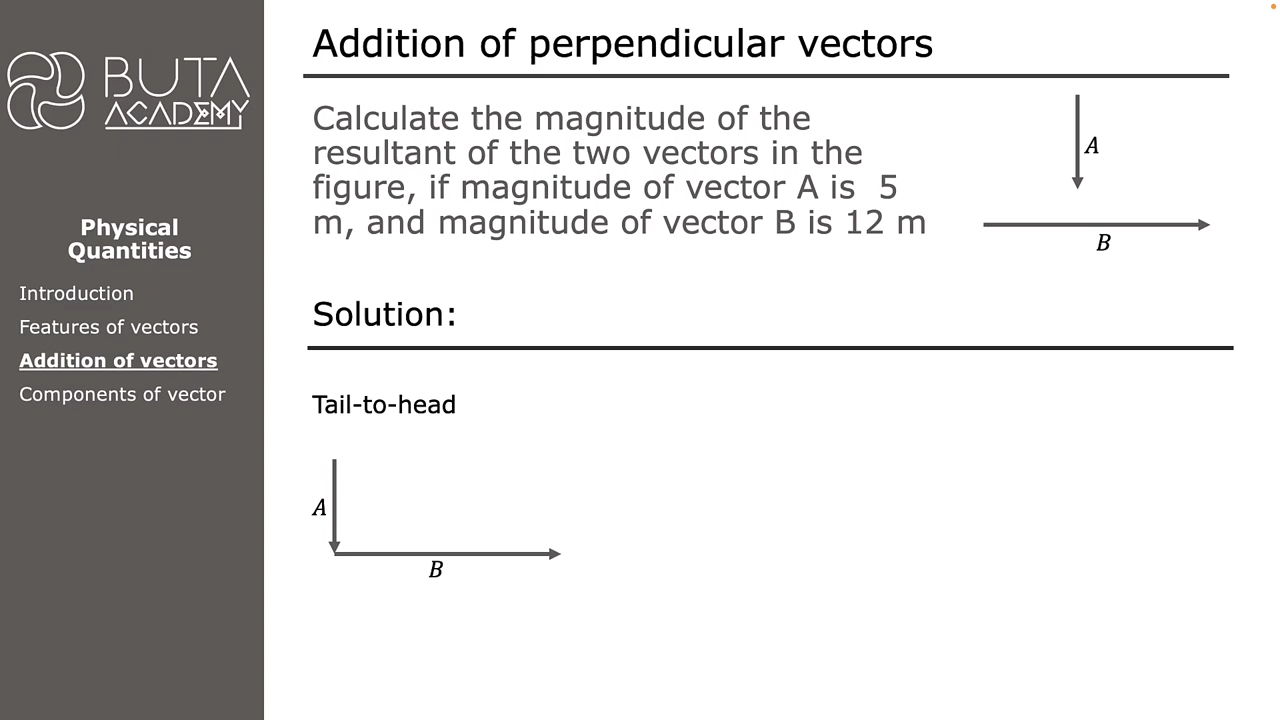 BUTA
ACADEMY
Physical
Quantities
Introduction
Features of vectors
Addition of vectors
Components of vector
Addition of perpendicular vectors
Calculate the magnitude of the
resultant of the two vectors in the
figure, if magnitude of vector A is 5
m, and magnitude of vector B is 12 m
A
B
Solution:
Tail-to-head
A
B